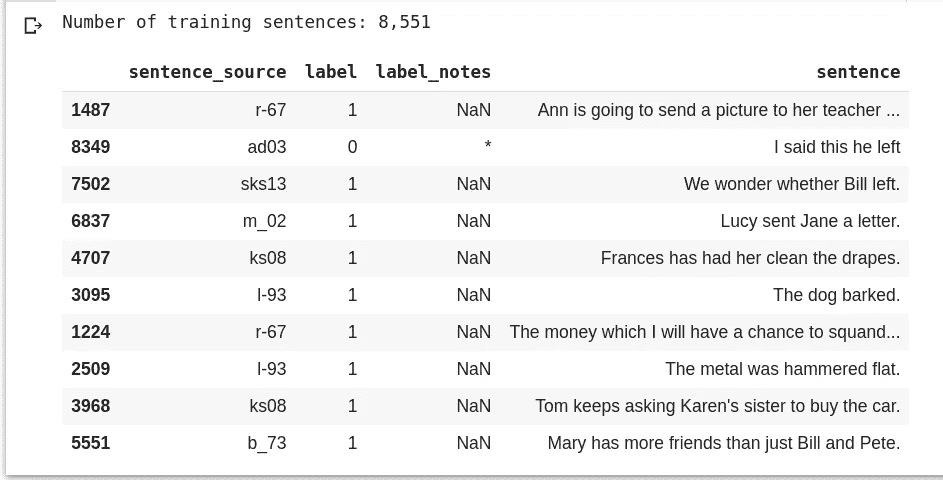 Number of training sentences: 8,551
sentence_source label label_notes sentence
1487 r-67 1 NaN Ann is going to send a picture to her teacher ...
8349 ad03 0 * I said this he left
7502 sks13 1 NaN We wonder whether Bill left.
6837 m_02 1 NaN Lucy sent Jane a letter.
4707 ks08 1 NaN Frances has had her clean the drapes.
3095 l-93 1 NaN The dog barked.
1224 r-67 1 NaN The money which I will have a chance to squand...
2509 l-93 1 NaN The metal was hammered flat.
3968 ks08 1 NaN Tom keeps asking Karen's sister to buy the car.
5551 b_73 1 NaN Mary has more friends than just Bill and Pete.